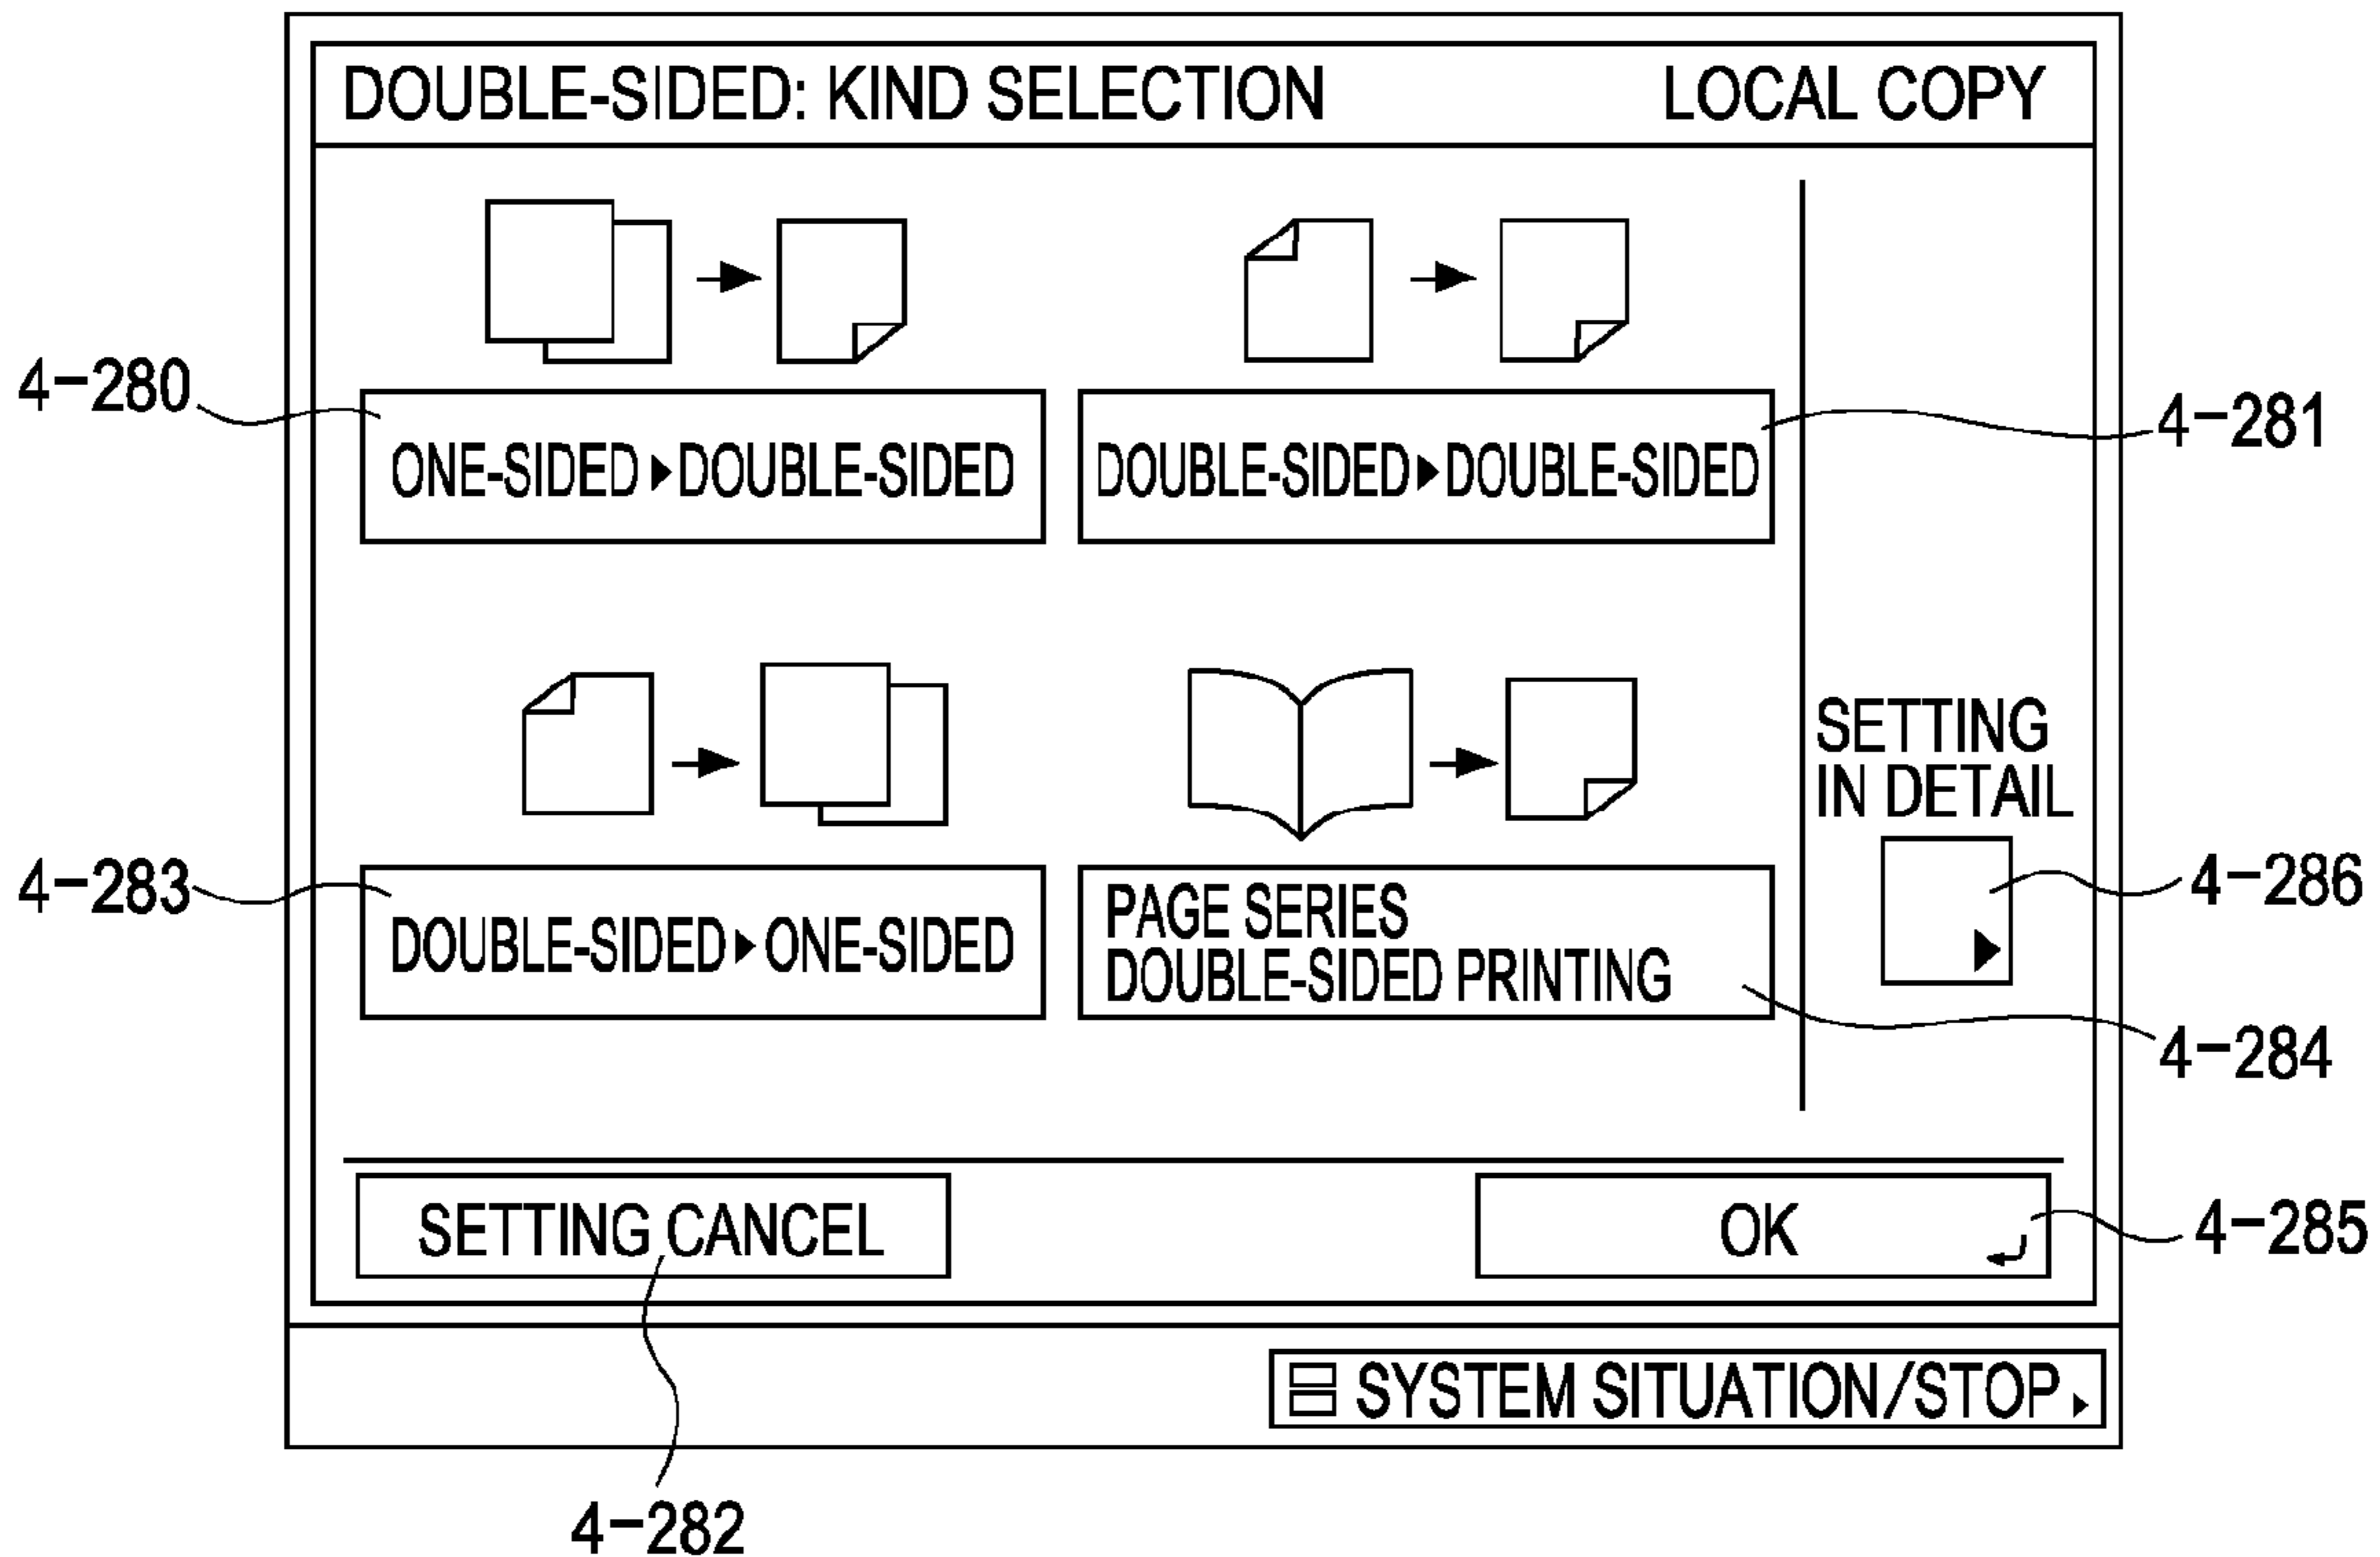 DOUBLE-SIDED: KIND SELECTION LOCAL COPY
4-280
ONE-SIDED▶DOUBLE-SIDED
DOUBLE-SIDED▶DOUBLE-SIDED
4-281
SETTING
IN DETAIL
4-283
DOUBLE-SIDED▶ONE-SIDED
PAGE SERIES
DOUBLE-SIDED PRINTING
4-286
4-284
SETTING CANCEL
OK
4-285
SYSTEM SITUATION/STOP
4-282